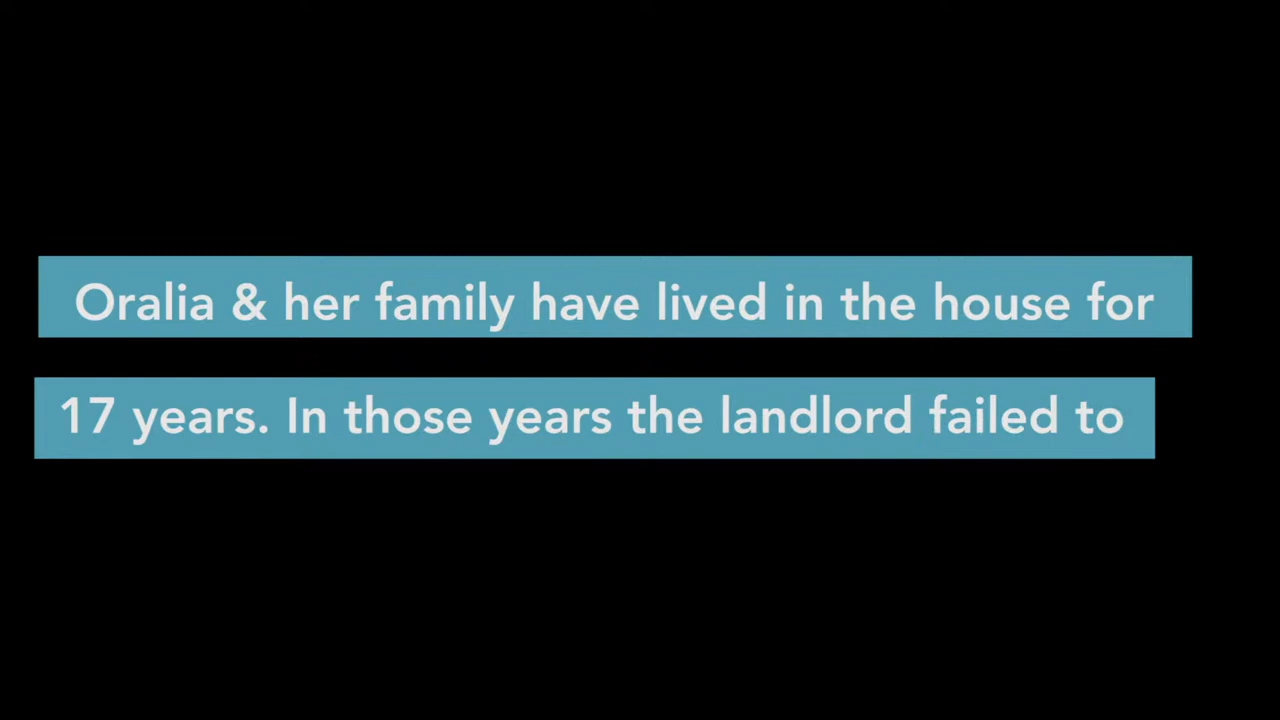 Oralia & her family have lived in the house for
17 years. In those years the landlord failed to